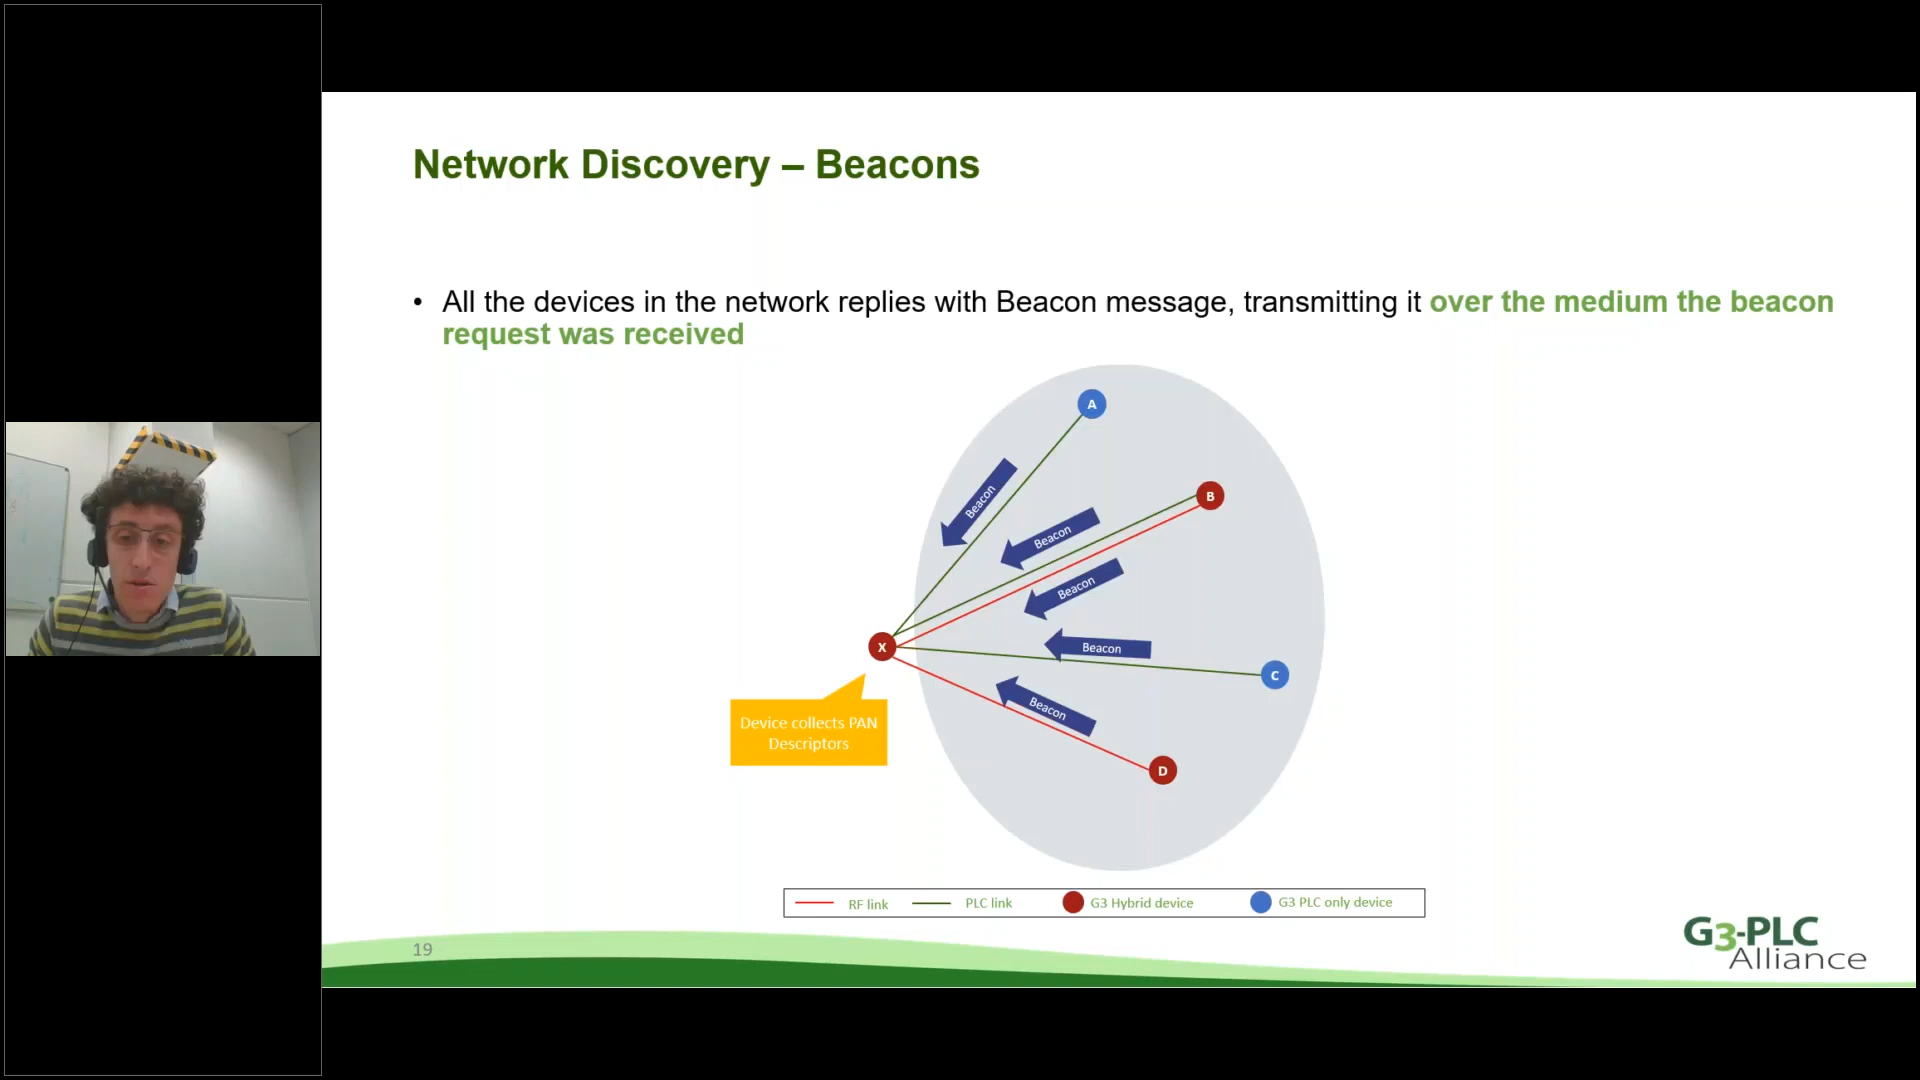 Network Discovery – Beacons
• All the devices in the network replies with Beacon message, transmitting it over the medium the beacon
request was received
A
Beacon
B
Beacon
Beacon
X
Beacon
C
Device collects PAN
Descriptors
Beacon
D
RF link PLC link G3 Hybrid device G3 PLC only device
19
G3-PLC
Alliance